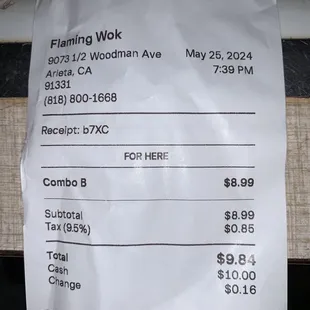 Flaming Wok
9073 1/2 Woodman Ave
Arleta, CA
91331
(818) 800-1668
May 25, 2024
7:39 PM
Receipt: b7XC
FOR HERE
Combo B $8.99
Subtotal $8.99
Tax (9.5%) $0.85
Total $9.84
Cash $10.00
Change $0.16